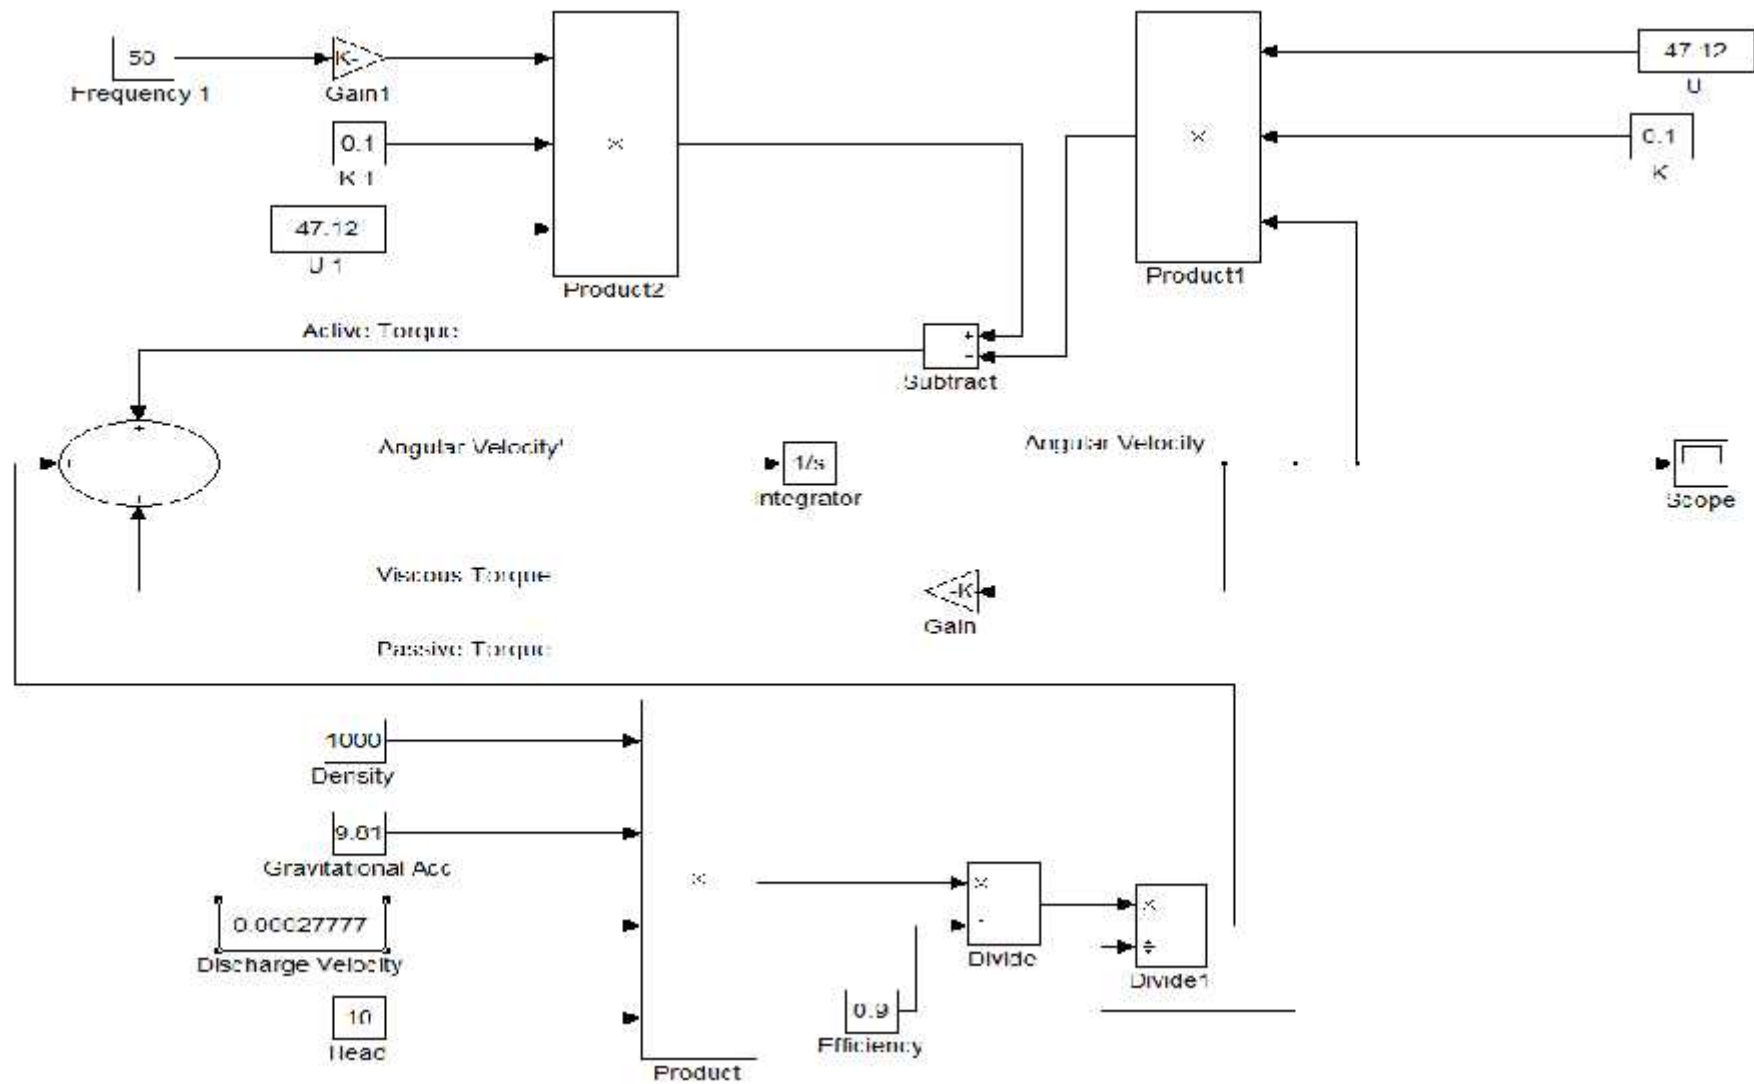 50
Frequency 1
K-
Gain1
0.1
K 1
47.12
U 1
×
Product2
×
Product1
47.12
U
0.1
K
Active Torque
+
−
Subtract
+
Angular Velocity'
1/s
Integrator
Angular Velocity
Scope
Viscous Torque
-K
Gain
Passive Torque
1000
Density
9.81
Gravitational Acc
0.00027777
Discharge Velocity
10
Head
×
Product
×
Divide
0.9
Efficiency
×
÷
Divide1